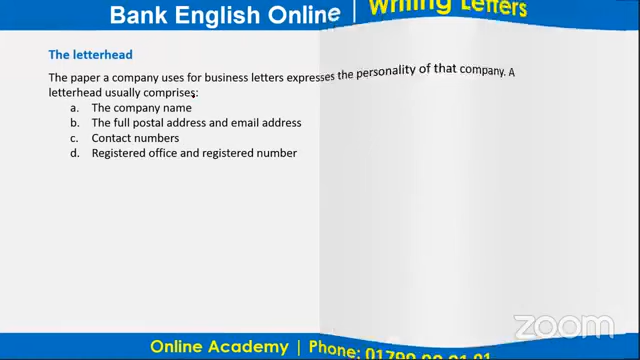 Bank English Online | Writing Letters
The letterhead
The paper a company uses for business letters expresses the personality of that company. A
letterhead usually comprises:
a. The company name
b. The full postal address and email address
c. Contact numbers
d. Registered office and registered number
zoom
Online Academy | Phone: